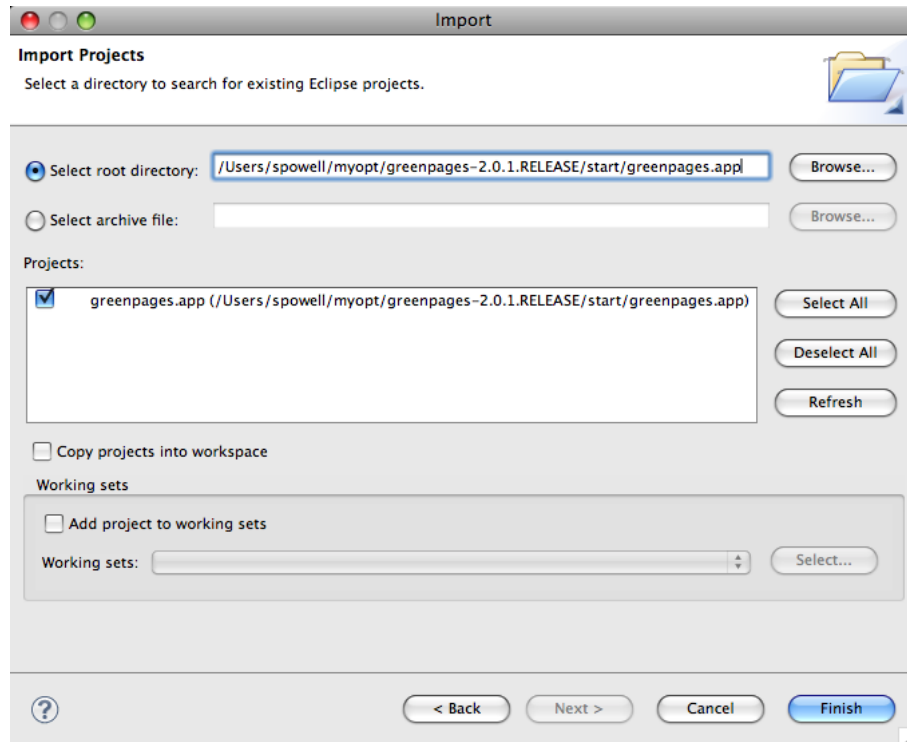 Import
Import Projects
Select a directory to search for existing Eclipse projects.
Select root directory: /Users/spowell/myopt/greenpages-2.0.1.RELEASE/start/greenpages.app Browse...
Select archive file: Browse...
Projects:
greenpages.app (/Users/spowell/myopt/greenpages-2.0.1.RELEASE/start/greenpages.app)
Select All
Deselect All
Refresh
Copy projects into workspace
Working sets
Add project to working sets
Working sets: Select...
? < Back Next > Cancel Finish